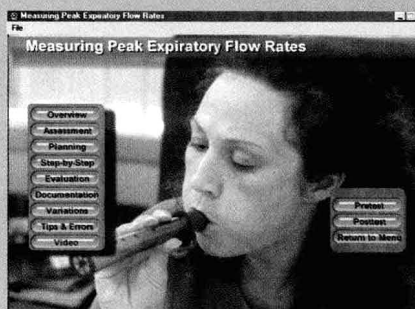 Measuring Peak Expiratory Flow Rates
File
Measuring Peak Expiratory Flow Rates
Overview
Assessment
Planning
Step-by-Step
Evaluation
Documentation
Variations
Tips & Errors
Video
Pretest
Posttest
Return to Menu